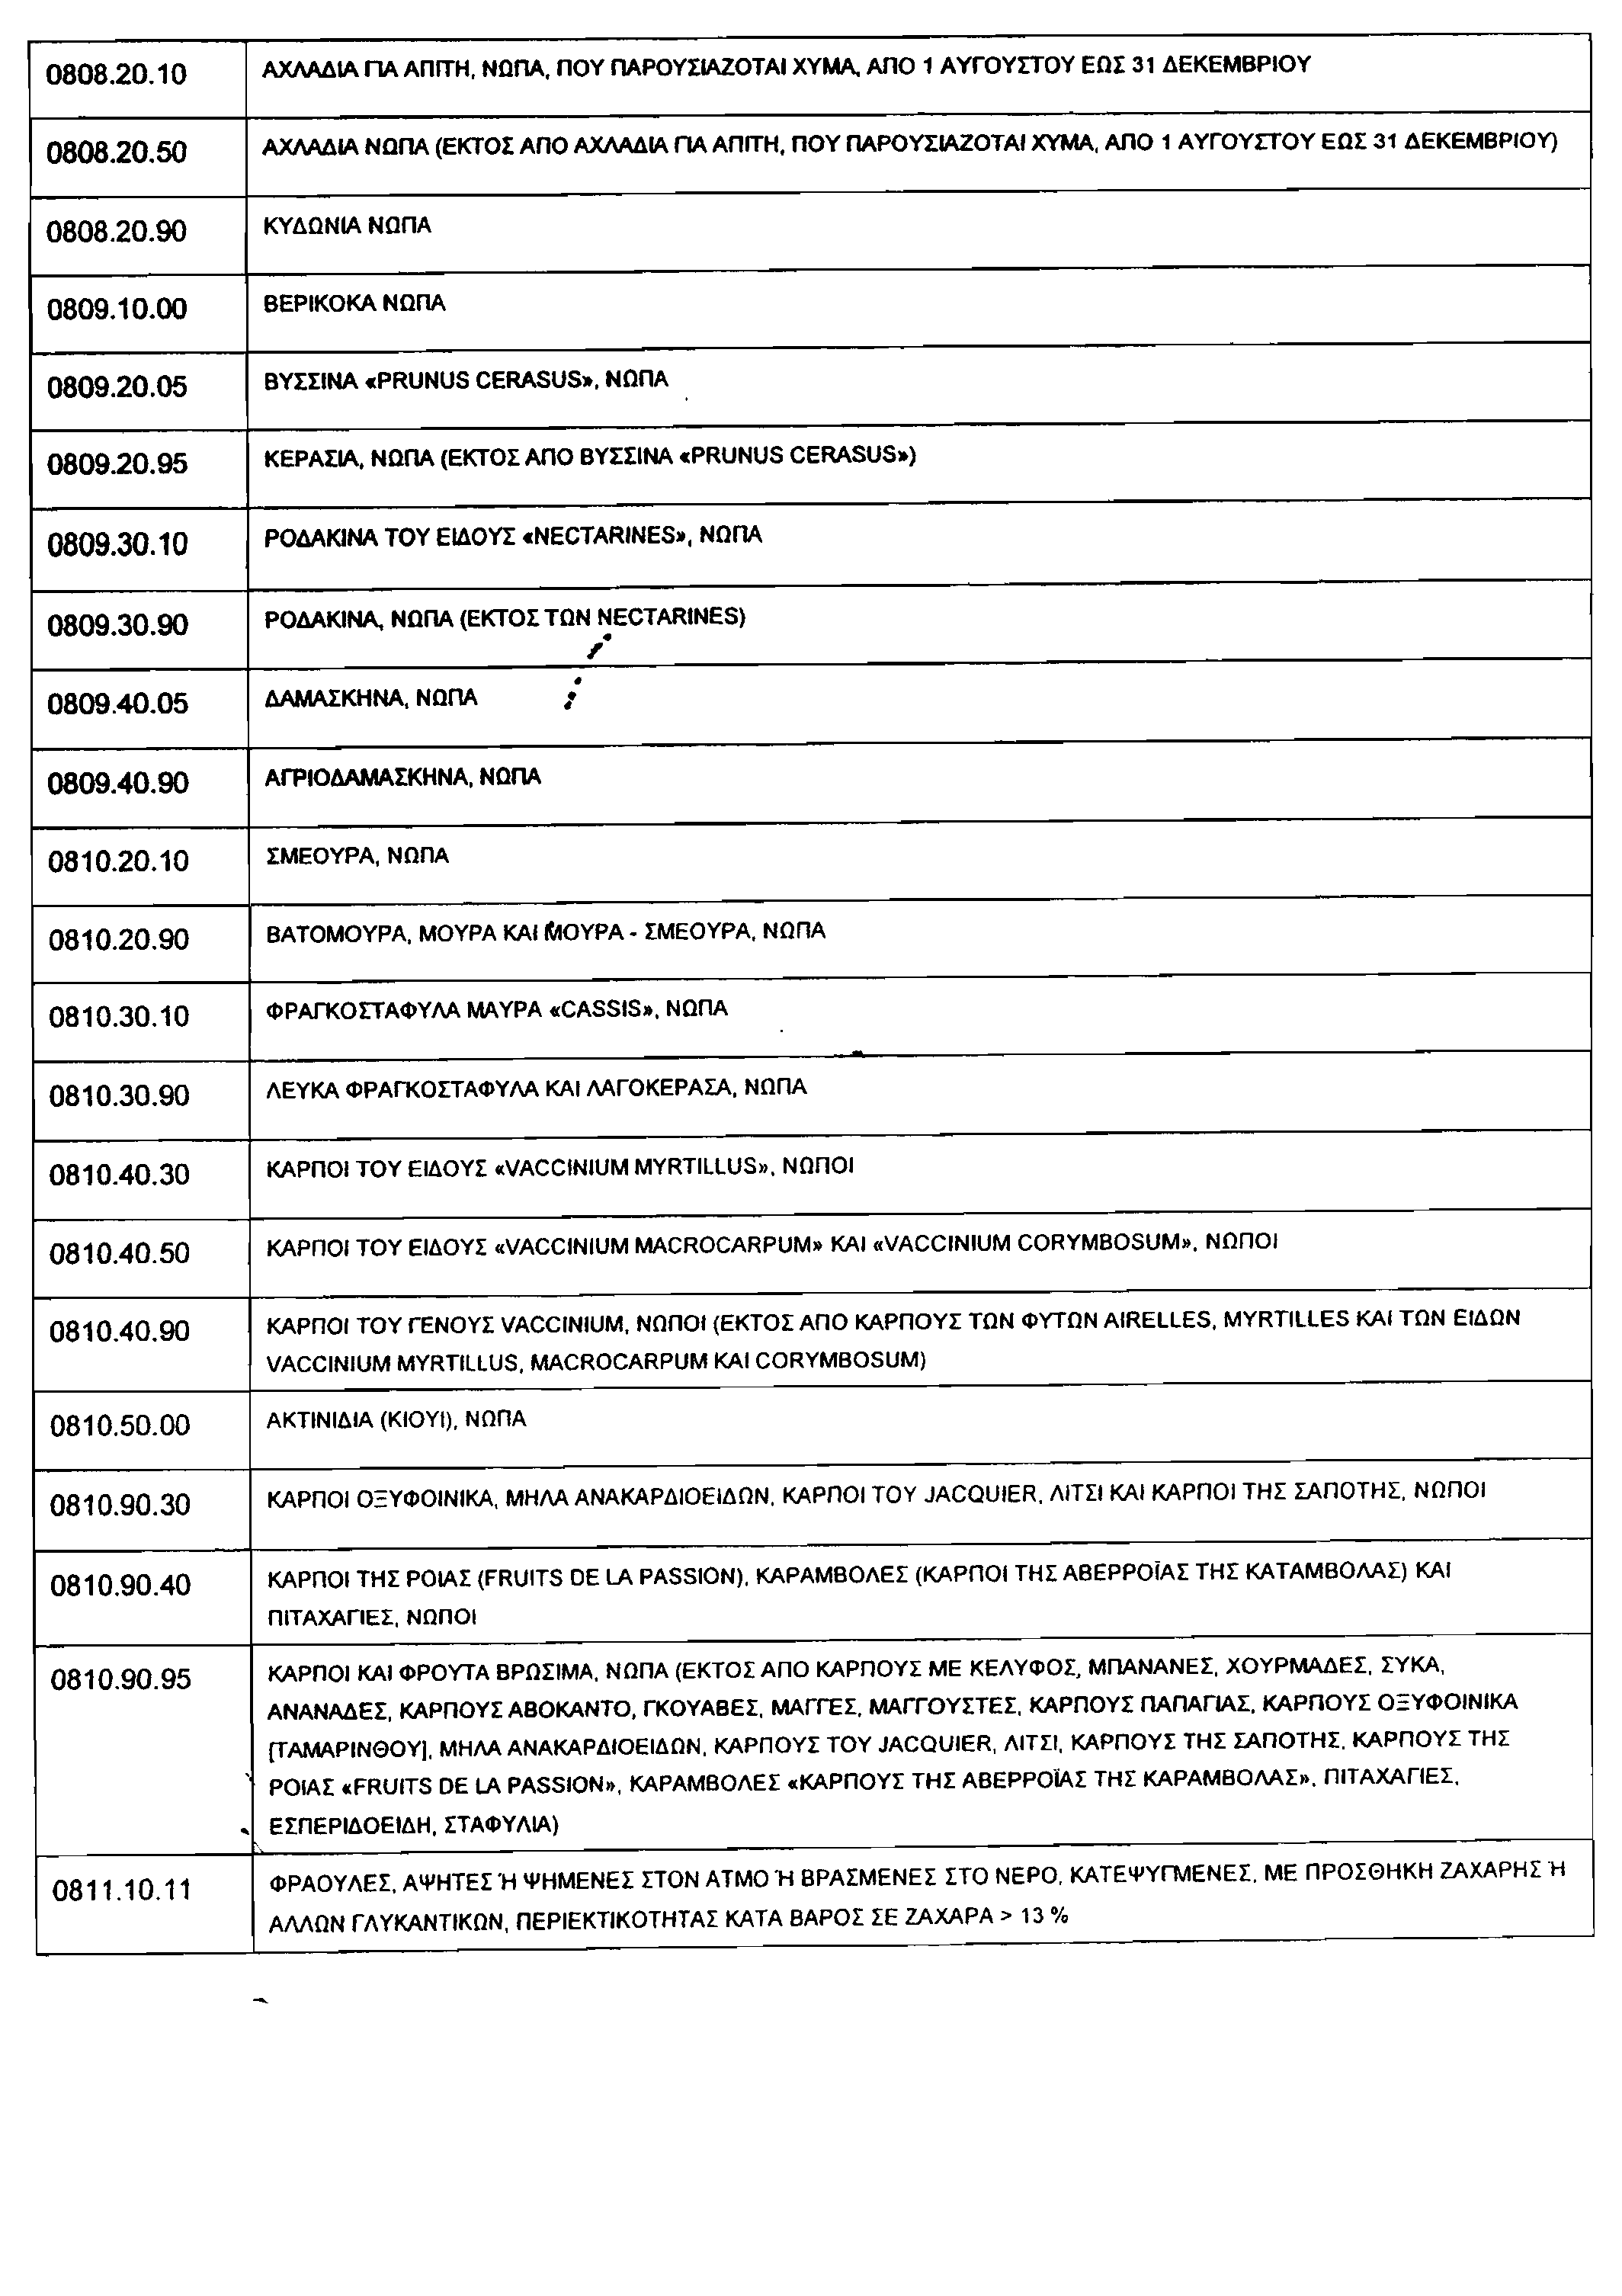 0808.20.10 ΑΧΛΑΔΙΑ ΓΙΑ ΑΠΙΤΗ, ΝΩΠΑ, ΠΟΥ ΠΑΡΟΥΣΙΑΖΟΤΑΙ ΧΥΜΑ, ΑΠΟ 1 ΑΥΓΟΥΣΤΟΥ ΕΩΣ 31 ΔΕΚΕΜΒΡΙΟΥ
0808.20.50 ΑΧΛΑΔΙΑ ΝΩΠΑ (ΕΚΤΟΣ ΑΠΟ ΑΧΛΑΔΙΑ ΓΙΑ ΑΠΙΤΗ, ΠΟΥ ΠΑΡΟΥΣΙΑΖΟΤΑΙ ΧΥΜΑ, ΑΠΟ 1 ΑΥΓΟΥΣΤΟΥ ΕΩΣ 31 ΔΕΚΕΜΒΡΙΟΥ)
0808.20.90 ΚΥΔΩΝΙΑ ΝΩΠΑ
0809.10.00 ΒΕΡΙΚΟΚΑ ΝΩΠΑ
0809.20.05 ΒΥΣΣΙΝΑ «PRUNUS CERASUS», ΝΩΠΑ
0809.20.95 ΚΕΡΑΣΙΑ, ΝΩΠΑ (ΕΚΤΟΣ ΑΠΟ ΒΥΣΣΙΝΑ «PRUNUS CERASUS»)
0809.30.10 ΡΟΔΑΚΙΝΑ ΤΟΥ ΕΙΔΟΥΣ «NECTARINES», ΝΩΠΑ
0809.30.90 ΡΟΔΑΚΙΝΑ, ΝΩΠΑ (ΕΚΤΟΣ ΤΩΝ NECTARINES)
0809.40.05 ΔΑΜΑΣΚΗΝΑ, ΝΩΠΑ
0809.40.90 ΑΓΡΙΟΔΑΜΑΣΚΗΝΑ, ΝΩΠΑ
0810.20.10 ΣΜΕΟΥΡΑ, ΝΩΠΑ
0810.20.90 ΒΑΤΟΜΟΥΡΑ, ΜΟΥΡΑ ΚΑΙ ΜΟΥΡΑ - ΣΜΕΟΥΡΑ, ΝΩΠΑ
0810.30.10 ΦΡΑΓΚΟΣΤΑΦΥΛΑ ΜΑΥΡΑ «CASSIS», ΝΩΠΑ
0810.30.90 ΛΕΥΚΑ ΦΡΑΓΚΟΣΤΑΦΥΛΑ ΚΑΙ ΛΑΓΟΚΕΡΑΣΑ, ΝΩΠΑ
0810.40.30 ΚΑΡΠΟΙ ΤΟΥ ΕΙΔΟΥΣ «VACCINIUM MYRTILLUS», ΝΩΠΟΙ
0810.40.50 ΚΑΡΠΟΙ ΤΟΥ ΕΙΔΟΥΣ «VACCINIUM MACROCARPUM» ΚΑΙ «VACCINIUM CORYMBOSUM», ΝΩΠΟΙ
0810.40.90 ΚΑΡΠΟΙ ΤΟΥ ΓΕΝΟΥΣ VACCINIUM, ΝΩΠΟΙ (ΕΚΤΟΣ ΑΠΟ ΚΑΡΠΟΥΣ ΤΩΝ ΦΥΤΩΝ AIRELLES, MYRTILLES ΚΑΙ ΤΩΝ ΕΙΔΩΝ
VACCINIUM MYRTILLUS, MACROCARPUM ΚΑΙ CORYMBOSUM)
0810.50.00 ΑΚΤΙΝΙΔΙΑ (ΚΙΟΥΙ), ΝΩΠΑ
0810.90.30 ΚΑΡΠΟΙ ΟΞΥΦΟΙΝΙΚΑ, ΜΗΛΑ ΑΝΑΚΑΡΔΙΟΕΙΔΩΝ, ΚΑΡΠΟΙ ΤΟΥ JACQUIER, ΛΙΤΣΙ ΚΑΙ ΚΑΡΠΟΙ ΤΗΣ ΣΑΠΟΤΗΣ, ΝΩΠΟΙ
0810.90.40 ΚΑΡΠΟΙ ΤΗΣ ΡΟΙΑΣ (FRUITS DE LA PASSION), ΚΑΡΑΜΒΟΛΕΣ (ΚΑΡΠΟΙ ΤΗΣ ΑΒΕΡΡΟΪΑΣ ΤΗΣ ΚΑΤΑΜΒΟΛΑΣ) ΚΑΙ
ΠΙΤΑΧΑΓΙΕΣ, ΝΩΠΟΙ
0810.90.95 ΚΑΡΠΟΙ ΚΑΙ ΦΡΟΥΤΑ ΒΡΩΣΙΜΑ, ΝΩΠΑ (ΕΚΤΟΣ ΑΠΟ ΚΑΡΠΟΥΣ ΜΕ ΚΕΛΥΦΟΣ, ΜΠΑΝΑΝΕΣ, ΧΟΥΡΜΑΔΕΣ, ΣΥΚΑ,
ΑΝΑΝΑΔΕΣ, ΚΑΡΠΟΥΣ ΑΒΟΚΑΝΤΟ, ΓΚΟΥΑΒΕΣ, ΜΑΓΓΕΣ, ΜΑΓΓΟΥΣΤΕΣ, ΚΑΡΠΟΥΣ ΠΑΠΑΓΙΑΣ, ΚΑΡΠΟΥΣ ΟΞΥΦΟΙΝΙΚΑ
[ΤΑΜΑΡΙΝΘΟΥ], ΜΗΛΑ ΑΝΑΚΑΡΔΙΟΕΙΔΩΝ, ΚΑΡΠΟΥΣ ΤΟΥ JACQUIER, ΛΙΤΣΙ, ΚΑΡΠΟΥΣ ΤΗΣ ΣΑΠΟΤΗΣ, ΚΑΡΠΟΥΣ ΤΗΣ
ΡΟΙΑΣ «FRUITS DE LA PASSION», ΚΑΡΑΜΒΟΛΕΣ «ΚΑΡΠΟΥΣ ΤΗΣ ΑΒΕΡΡΟΪΑΣ ΤΗΣ ΚΑΡΑΜΒΟΛΑΣ», ΠΙΤΑΧΑΓΙΕΣ,
ΕΣΠΕΡΙΔΟΕΙΔΗ, ΣΤΑΦΥΛΙΑ)
0811.10.11 ΦΡΑΟΥΛΕΣ, ΑΨΗΤΕΣ Ή ΨΗΜΕΝΕΣ ΣΤΟΝ ΑΤΜΟ Ή ΒΡΑΣΜΕΝΕΣ ΣΤΟ ΝΕΡΟ, ΚΑΤΕΨΥΓΜΕΝΕΣ, ΜΕ ΠΡΟΣΘΗΚΗ ΖΑΧΑΡΗΣ Ή
ΑΛΛΩΝ ΓΛΥΚΑΝΤΙΚΩΝ, ΠΕΡΙΕΚΤΙΚΟΤΗΤΑΣ ΚΑΤΑ ΒΑΡΟΣ ΣΕ ΖΑΧΑΡΑ > 13 %